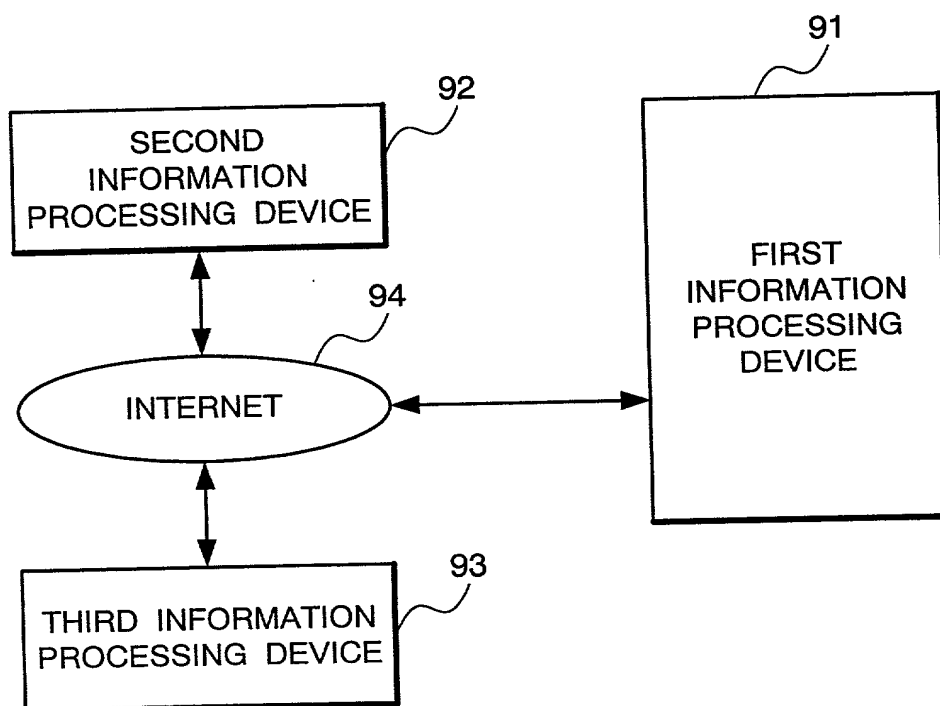 91
92
SECOND
INFORMATION
PROCESSING DEVICE
FIRST
INFORMATION
PROCESSING
DEVICE
94
INTERNET
93
THIRD INFORMATION
PROCESSING DEVICE